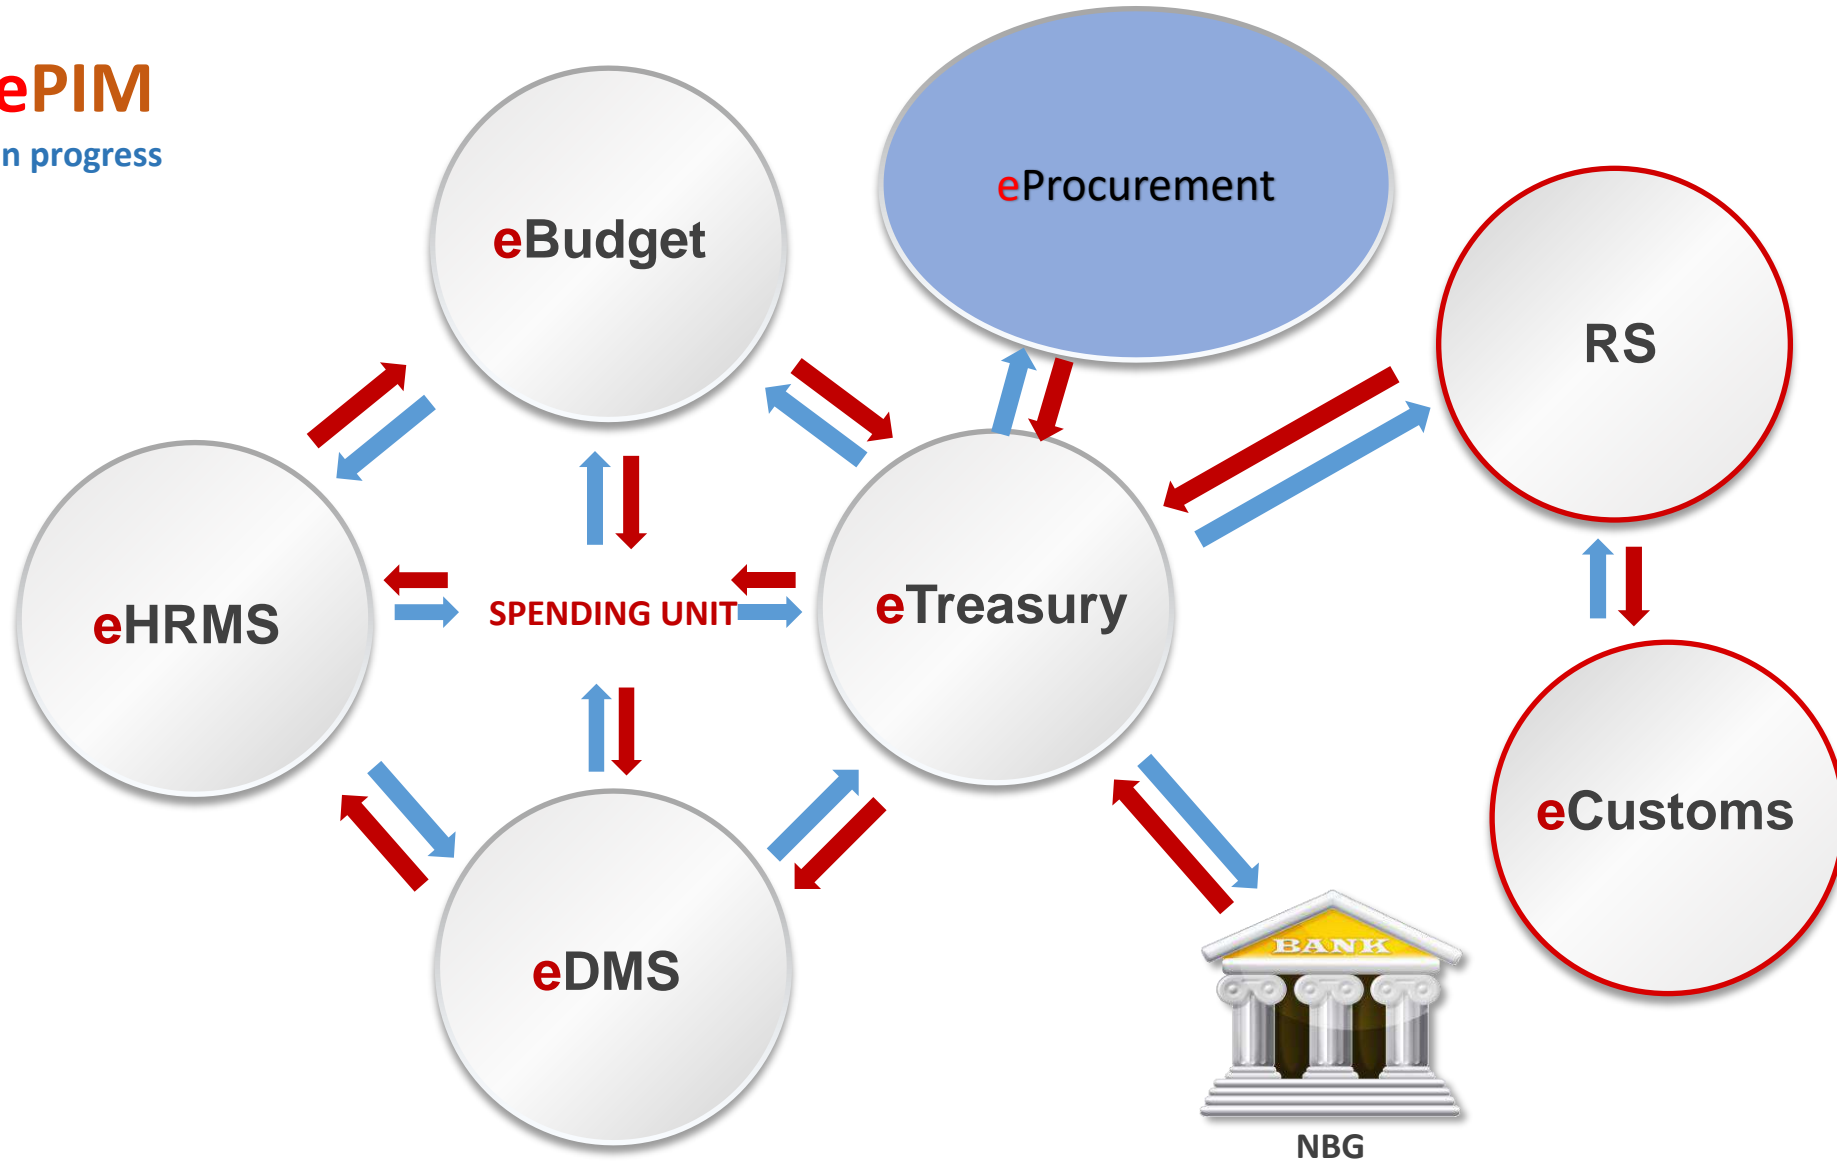 ePIM
n progress
eBudget
eProcurement
RS
eHRMS
SPENDING UNIT
eTreasury
eCustoms
eDMS
BANK
NBG